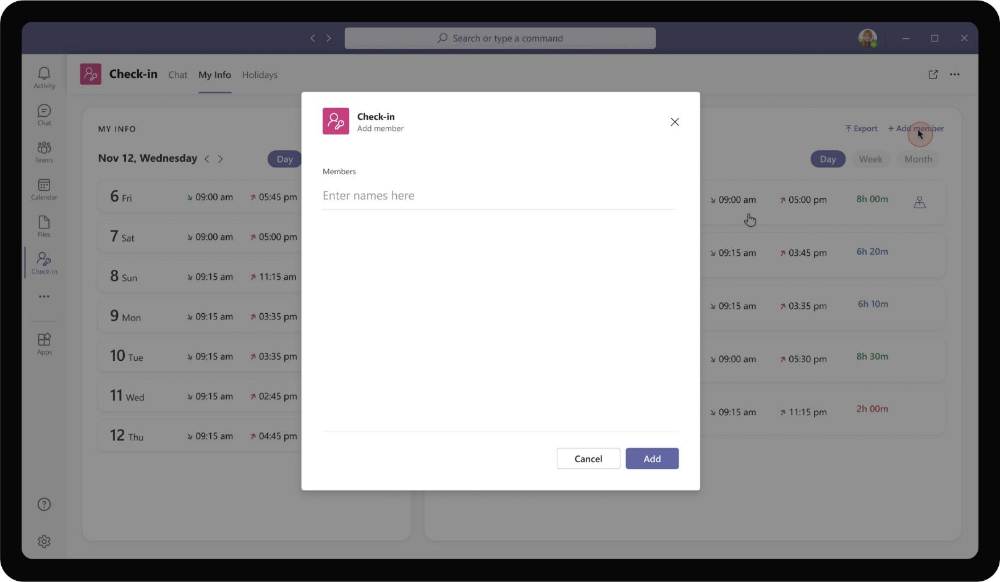 Search or type a command
Activity
Chat
Teams
Calendar
Files
Check-in
Apps
Check-in Chat My Info Holidays
MY INFO
Nov 12, Wednesday Day
6 Fri 09:00 am 05:45 pm
7 Sat 09:00 am 05:00 pm
8 Sun 09:15 am 11:15 am
9 Mon 09:15 am 03:35 pm
10 Tue 09:15 am 03:35 pm
11 Wed 09:15 am 02:45 pm
12 Thu 09:15 am 04:45 pm
Check-in
Add member
Members
Enter names here
Cancel Add
Export + Add member
Day Week Month
09:00 am 05:00 pm 8h 00m
09:15 am 03:45 pm 6h 20m
09:15 am 03:35 pm 6h 10m
09:00 am 05:30 pm 8h 30m
09:15 am 11:15 pm 2h 00m